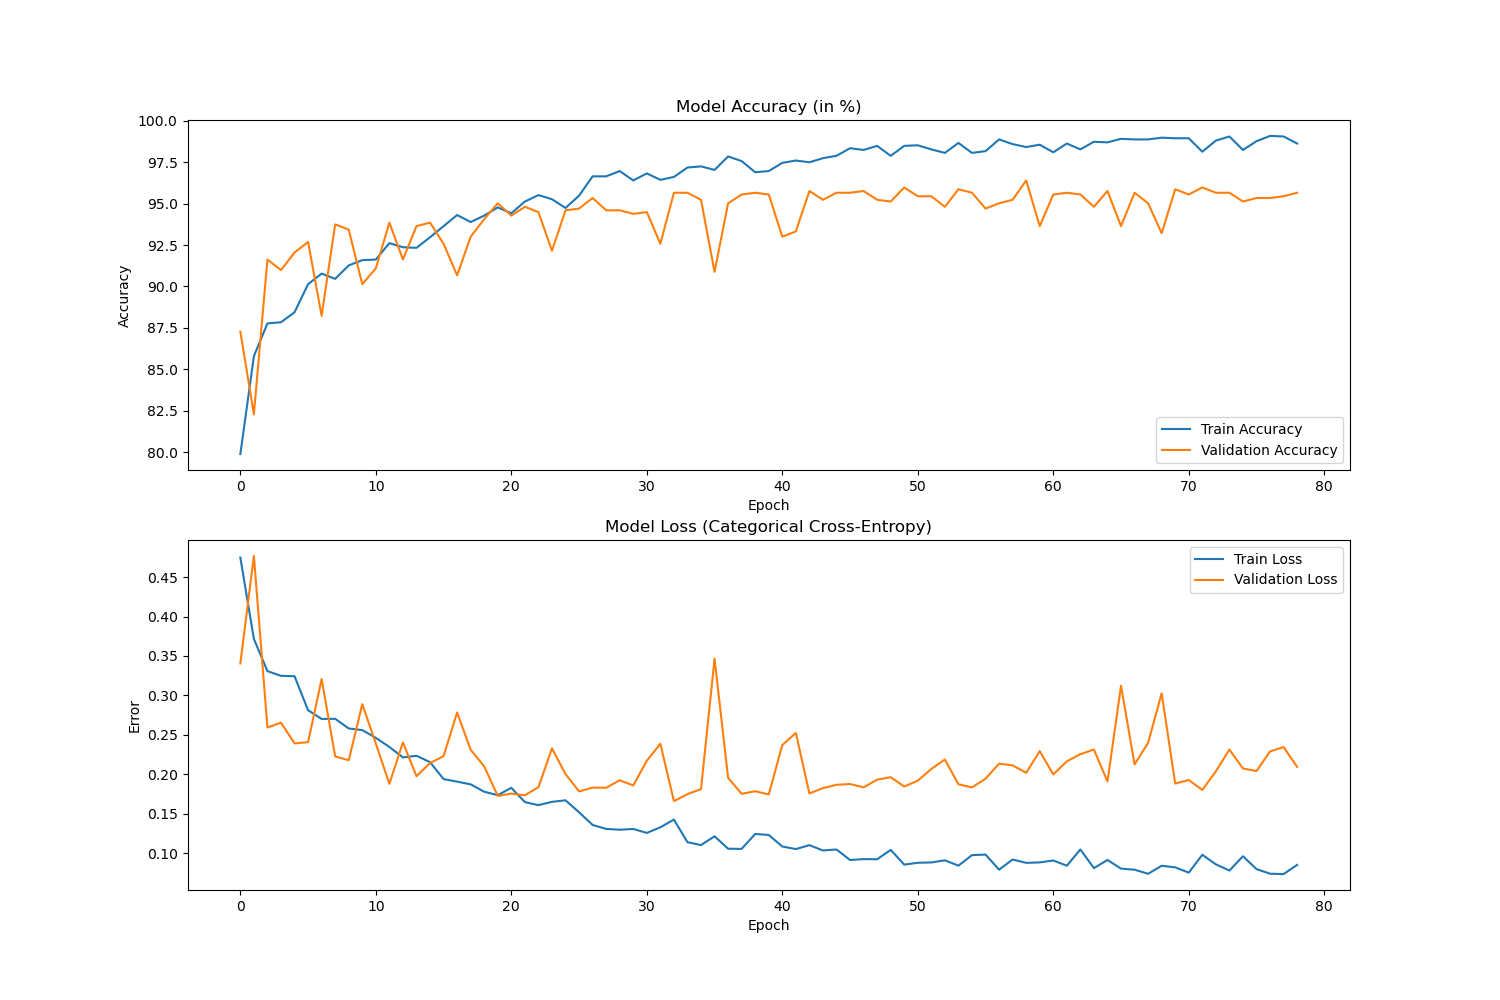 Model Accuracy (in %)
100.0
97.5
95.0
92.5
90.0
87.5
85.0
82.5
80.0
Accuracy
Train Accuracy
Validation Accuracy
0 10 20 30 40 50 60 70 80
Epoch
Model Loss (Categorical Cross-Entropy)
Train Loss
Validation Loss
0.45
0.40
0.35
0.30
0.25
0.20
0.15
0.10
Error
0 10 20 30 40 50 60 70 80
Epoch